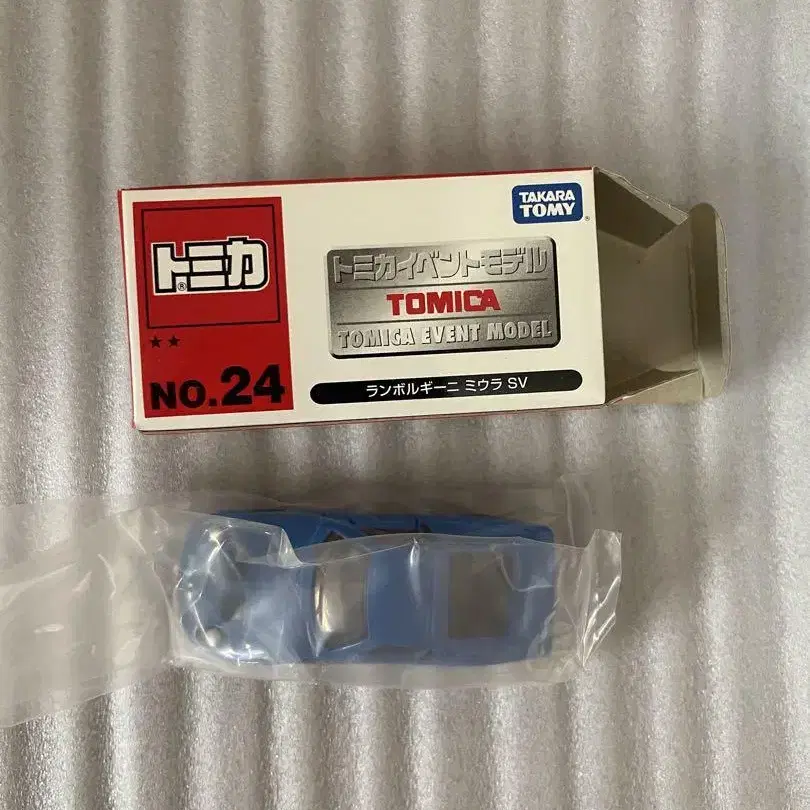 TAKARA
TOMY®
トミカ®
トミカイベントモデル
TOMICA
TOMICA EVENT MODEL
★★
NO.24
ランボルギーニ ミウラ SV